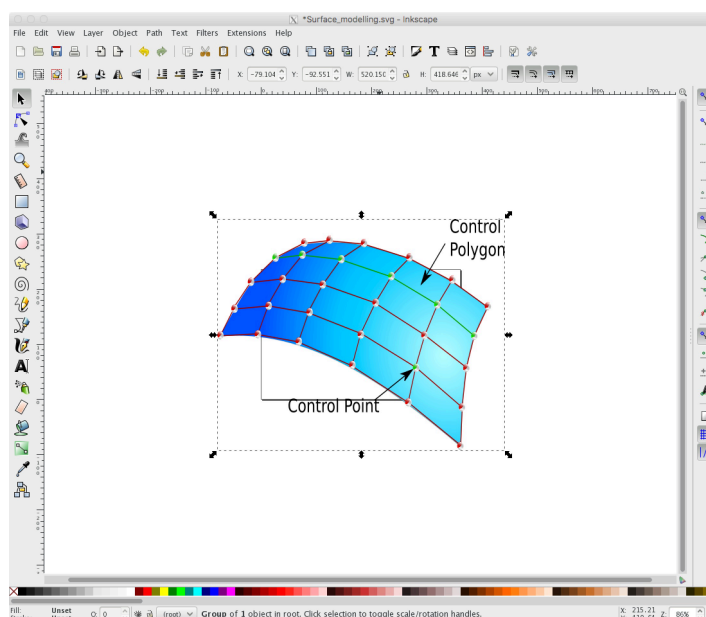 *Surface_modelling.svg - Inkscape
File Edit View Layer Object Path Text Filters Extensions Help
X: -79.104 Y: -92.551 W: 520.150 H: 418.646 px
Control
Polygon
Control Point
Fill: Unset O: 0 (root) Group of 1 object in root. Click selection to toggle scale/rotation handles. X: 215.21 Z: 86%